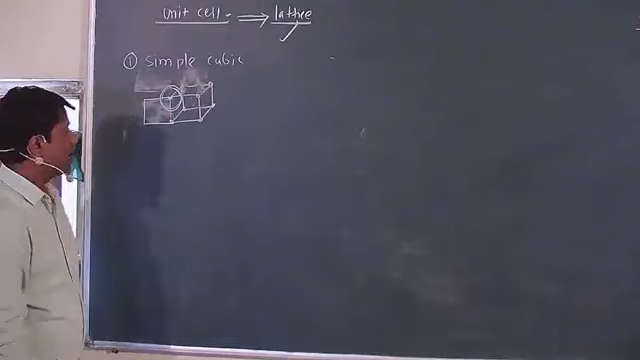 unit cell. ⇒ lattice
① simple cubic